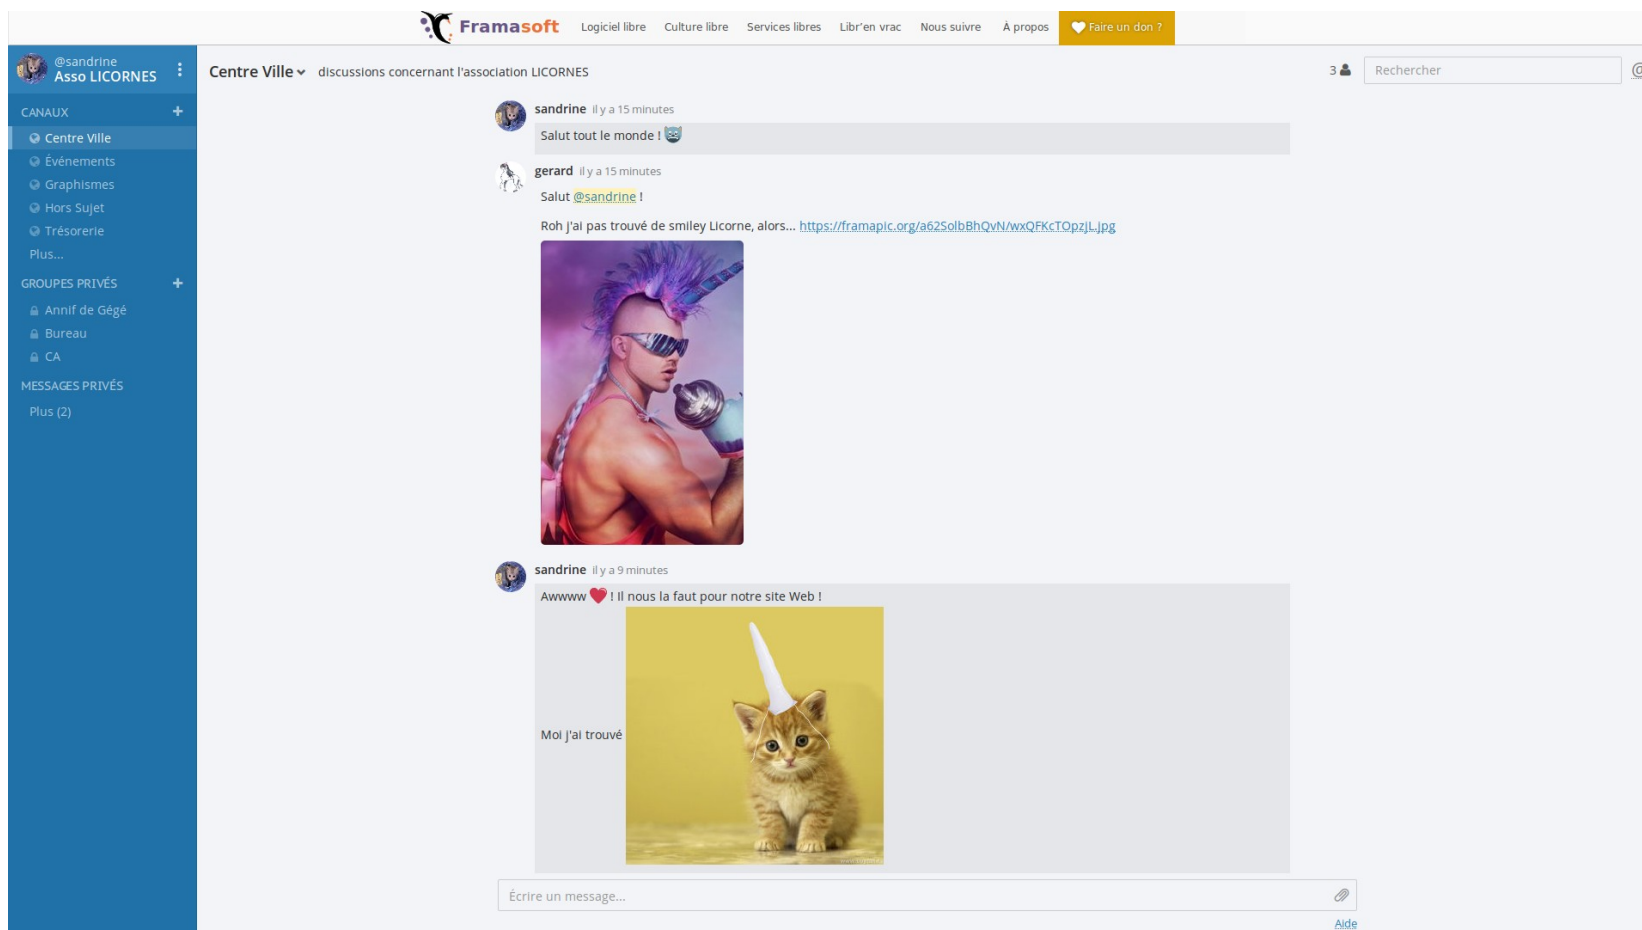 Framasoft Logiciel libre Culture libre Services libres Libr'en vrac Nous suivre À propos Faire un don ?
@sandrine
Asso LICORNES
CANAUX +
Centre Ville
Événements
Graphismes
Hors Sujet
Trésorerie
Plus...
GROUPES PRIVÉS +
Annif de Gégé
Bureau
CA
MESSAGES PRIVÉS
Plus (2)
Centre Ville discussions concernant l'association LICORNES 3 Rechercher @
sandrine il y a 15 minutes
Salut tout le monde !
gerard il y a 15 minutes
Salut @sandrine !
Roh j'ai pas trouvé de smiley Licorne, alors... https://framapic.org/a62SolbBhQvN/wxQFKcTOpzjL.jpg
sandrine il y a 9 minutes
Awwww ! Il nous la faut pour notre site Web !
Moi j'ai trouvé
Écrire un message...
Aide